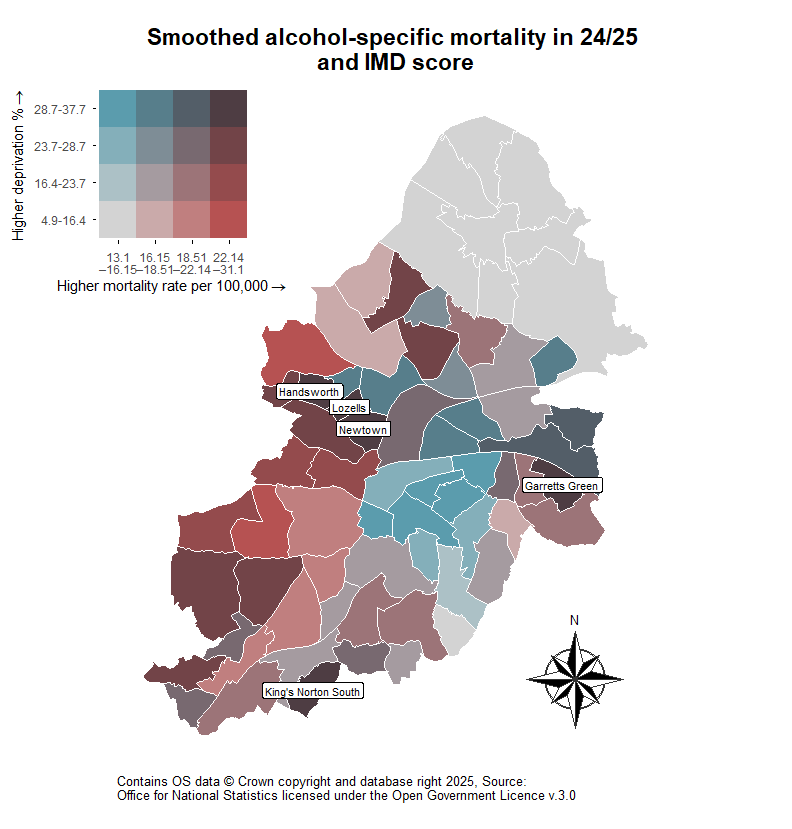 Smoothed alcohol-specific mortality in 24/25
and IMD score
Higher deprivation % →
28.7-37.7
23.7-28.7
16.4-23.7
4.9-16.4
13.1 16.15 18.51 22.14
–16.15 –18.51 –22.14 –31.1
Higher mortality rate per 100,000 →
Handsworth
Lozells
Newtown
Garretts Green
N
King's Norton South
Contains OS data © Crown copyright and database right 2025, Source:
Office for National Statistics licensed under the Open Government Licence v.3.0